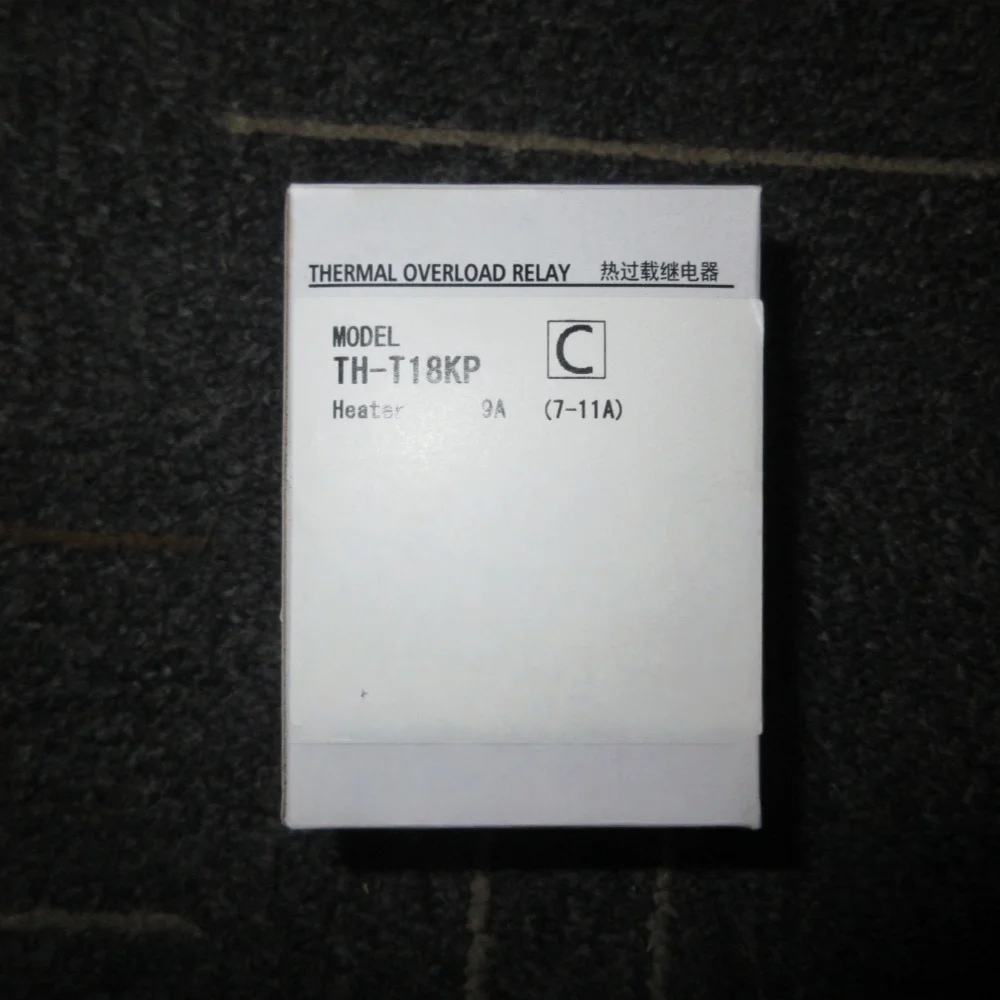 THERMAL OVERLOAD RELAY 热过载继电器
MODEL
C
TH-T18KP
Heater 9A (7-11A)